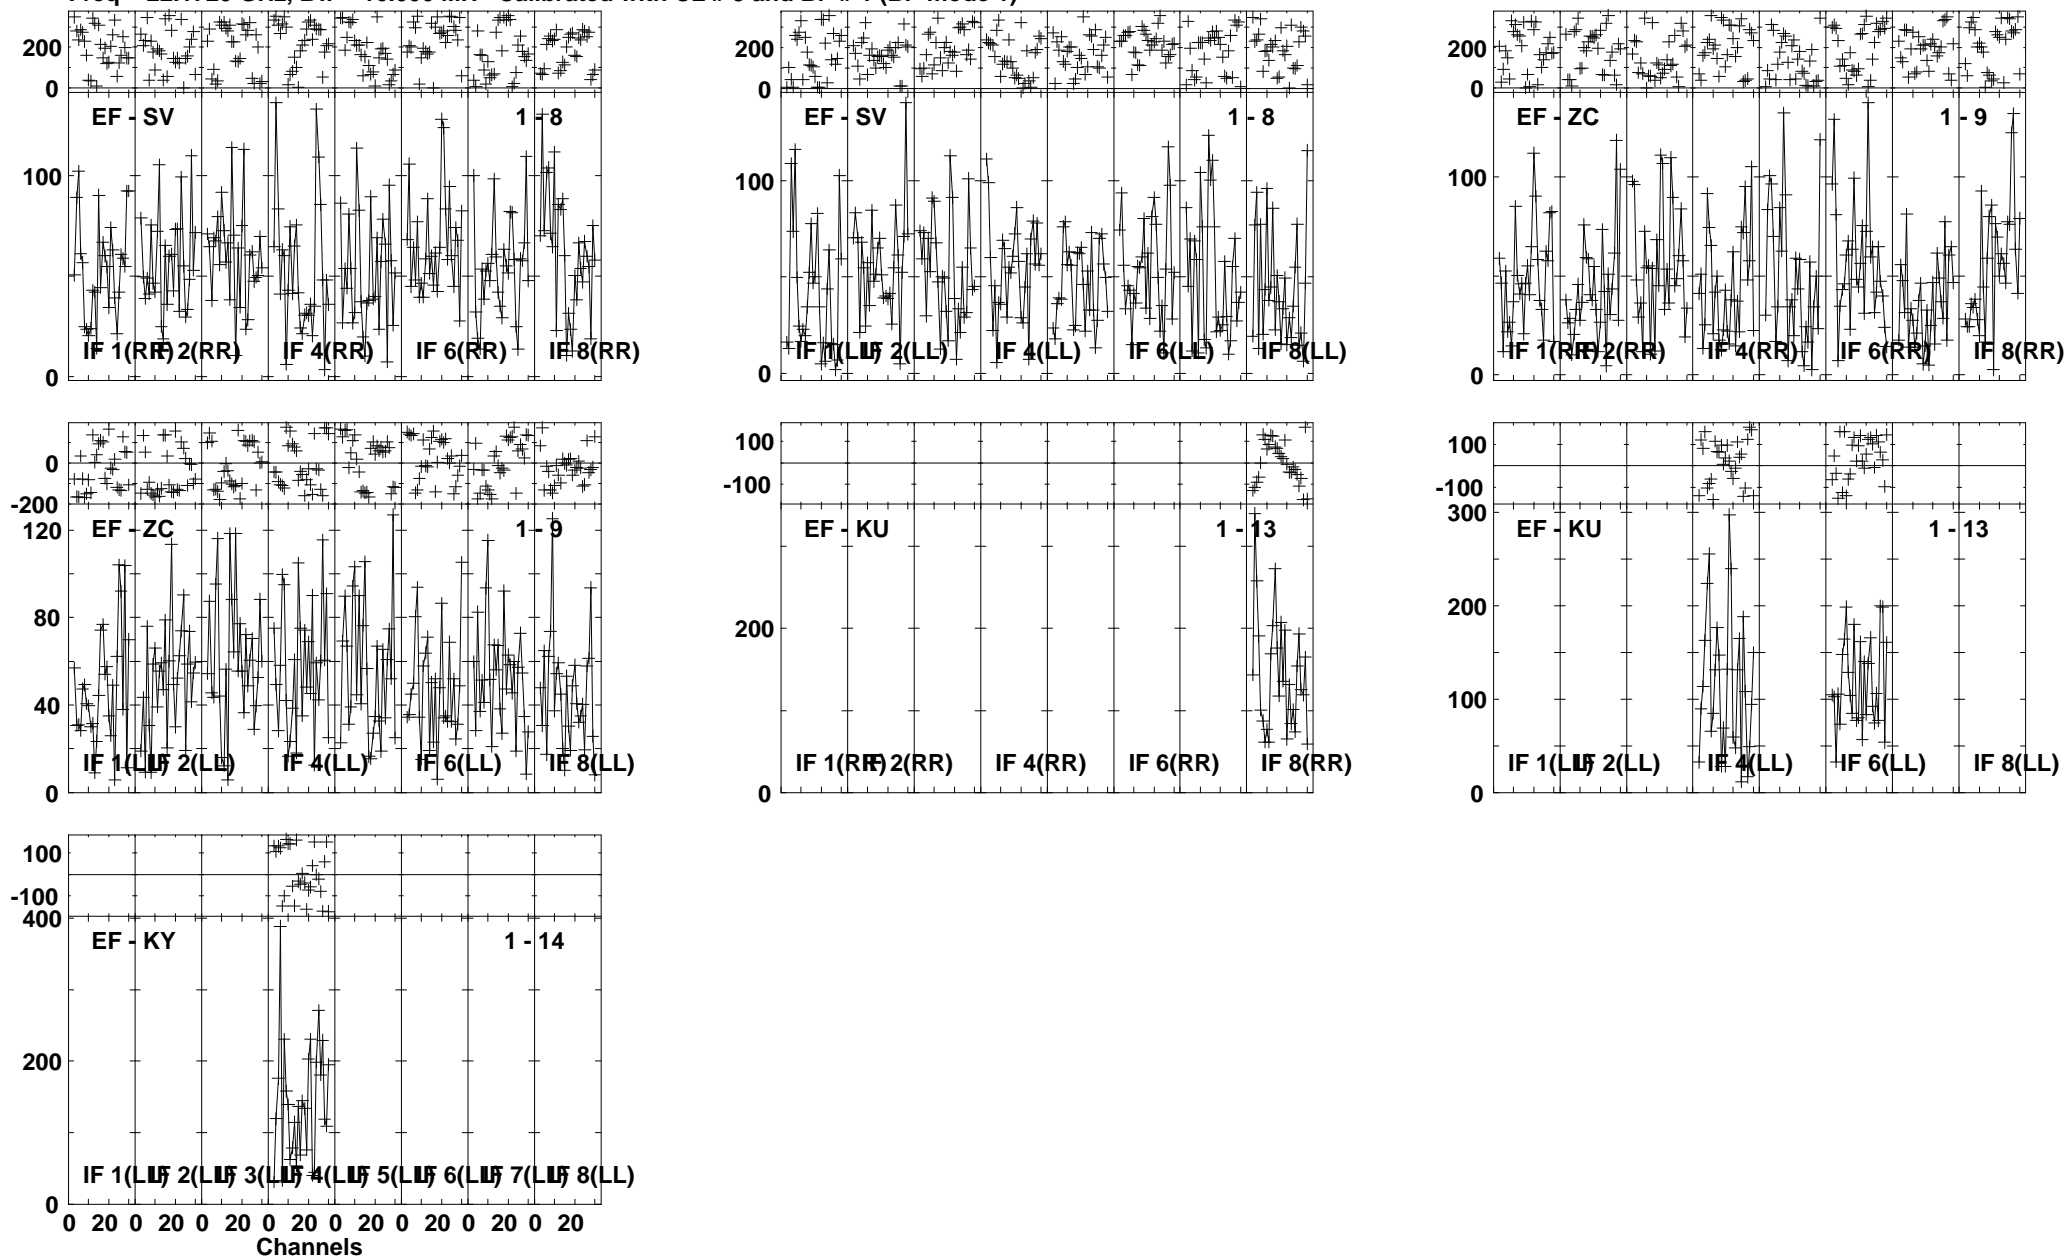 200
0
EF - SV
1 - 8
100
0
IF 1(RR) IF 2(RR) IF 4(RR) IF 6(RR) IF 8(RR)
200
0
EF - SV
1 - 8
100
0
IF 1(LL) IF 2(LL) IF 4(LL) IF 6(LL) IF 8(LL)
200
0
EF - ZC
1 - 9
100
0
IF 1(RR) IF 2(RR) IF 4(RR) IF 6(RR) IF 8(RR)
0
-200
120
EF - ZC
1 - 9
80
40
0
IF 1(LL) IF 2(LL) IF 4(LL) IF 6(LL) IF 8(LL)
100
-100
EF - KU
1 - 13
200
0
IF 1(RR) IF 2(RR) IF 4(RR) IF 6(RR) IF 8(RR)
100
-100
300
EF - KU
1 - 13
200
100
0
IF 1(LL) IF 2(LL) IF 4(LL) IF 6(LL) IF 8(LL)
100
-100
400
EF - KY
1 - 14
200
0
IF 1(LL) IF 2(LL) IF 3(LL) IF 4(LL) IF 5(LL) IF 6(LL) IF 7(LL) IF 8(LL)
0 20 0 20 0 20 0 20 0 20 0 20 0 20 0 20
Channels